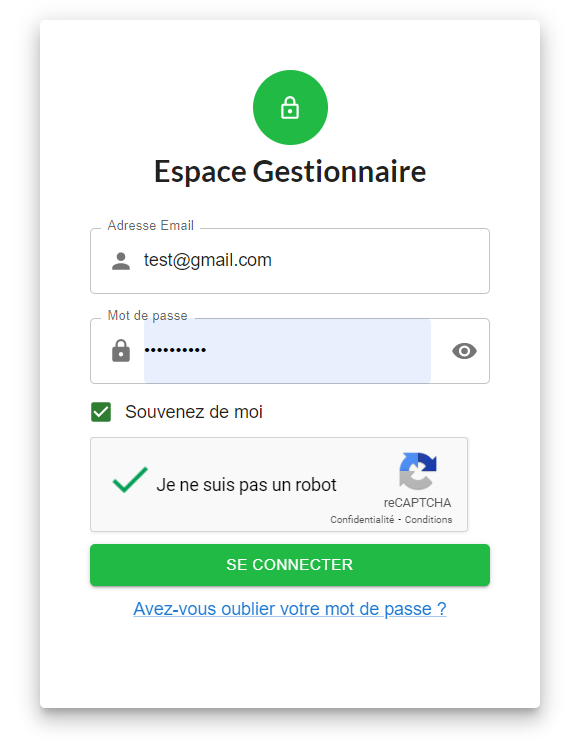 Espace Gestionnaire
Adresse Email
test@gmail.com
Mot de passe
••••••••••
Souvenez de moi
Je ne suis pas un robot
reCAPTCHA
Confidentialité - Conditions
SE CONNECTER
Avez-vous oublier votre mot de passe ?